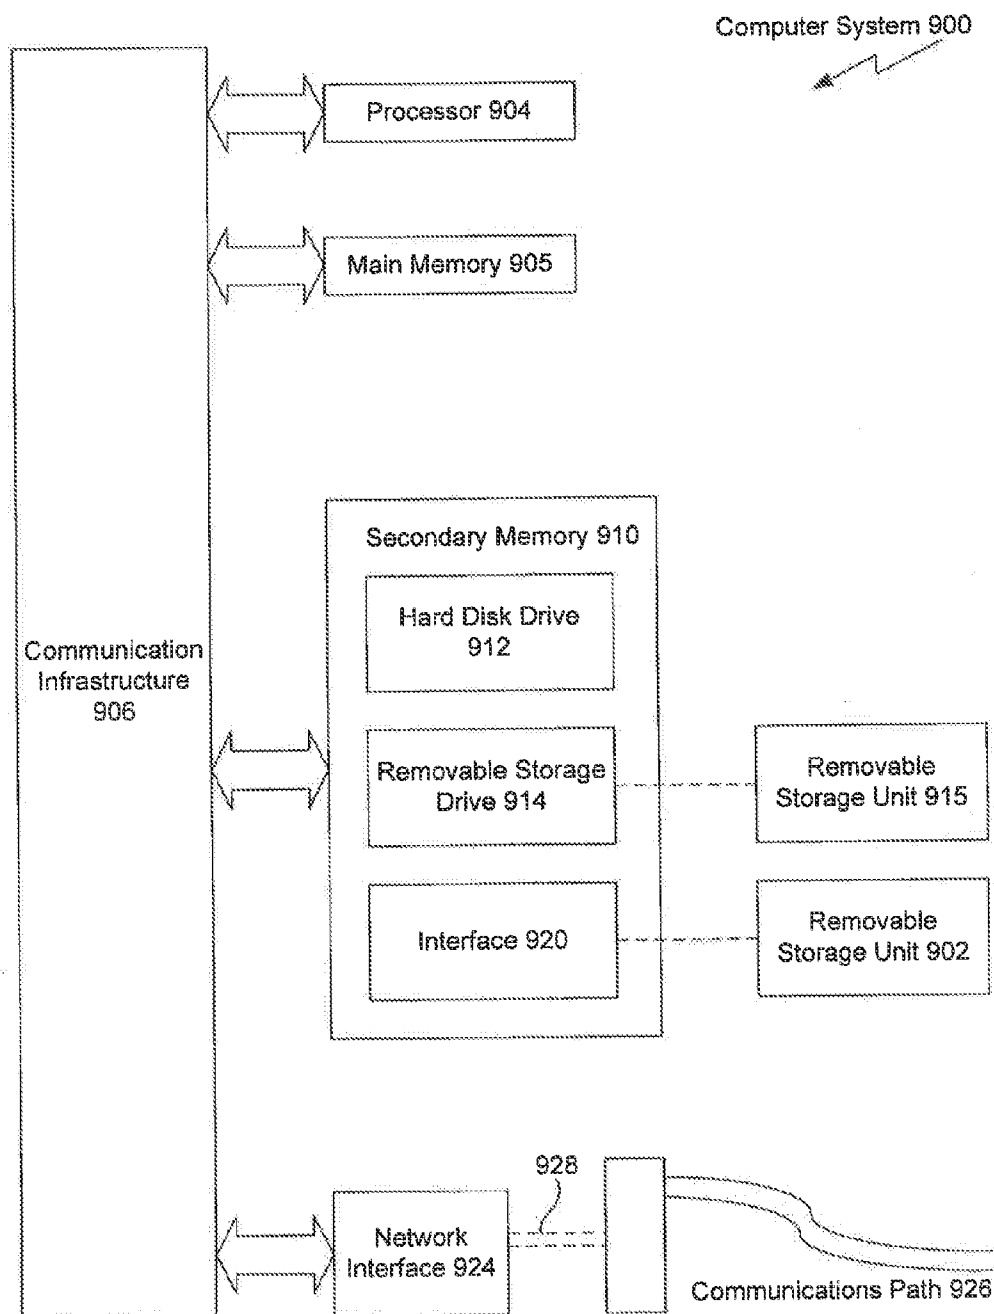 Computer System 900
Processor 904
Main Memory 905
Secondary Memory 910
Hard Disk Drive
912
Communication
Infrastructure
906
Removable Storage
Drive 914
Removable
Storage Unit 915
Interface 920
Removable
Storage Unit 902
928
Network
Interface 924
Communications Path 926